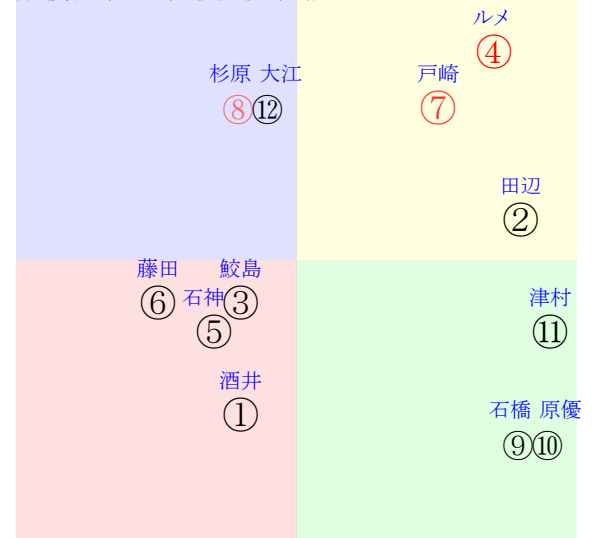 ルメ
④
杉原 大江
⑧⑫
戸崎
⑦
田辺
②
藤田
⑥
鮫島
③
石神
⑤
津村
⑪
酒井
①
石橋 原優
⑨⑩